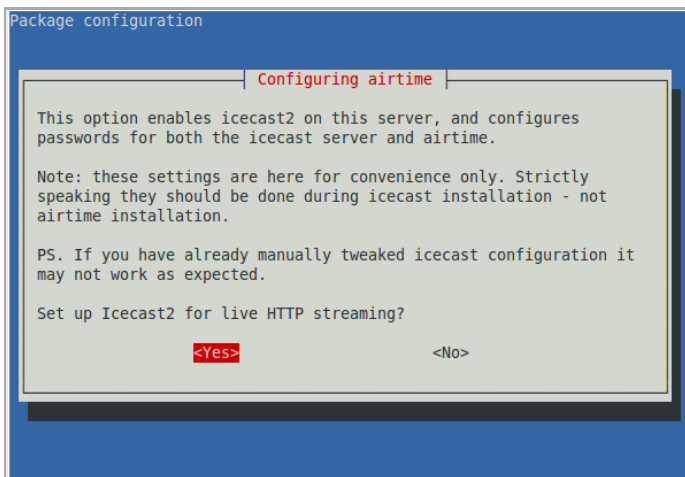 Package configuration
Configuring airtime
This option enables icecast2 on this server, and configures
passwords for both the icecast server and airtime.
Note: these settings are here for convenience only. Strictly
speaking they should be done during icecast installation - not
airtime installation.
PS. If you have already manually tweaked icecast configuration it
may not work as expected.
Set up Icecast2 for live HTTP streaming?
<Yes> <No>